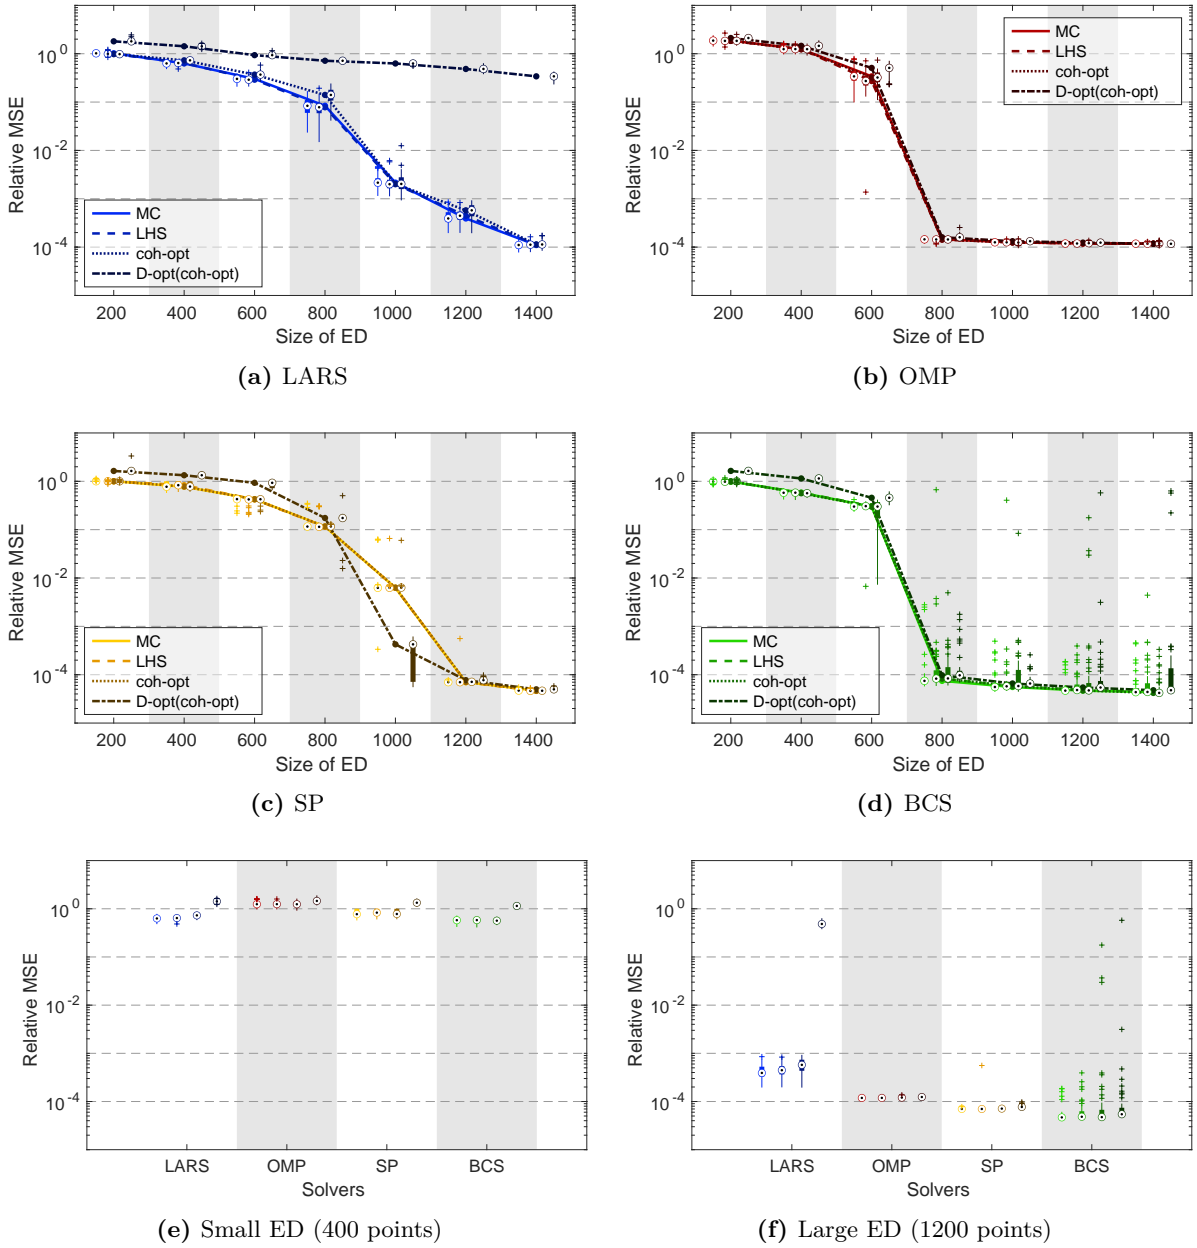 10^0
10^-2
10^-4
Relative MSE
MC
LHS
coh-opt
D-opt(coh-opt)
200 400 600 800 1000 1200 1400
Size of ED
(a) LARS
10^0
10^-2
10^-4
Relative MSE
MC
LHS
coh-opt
D-opt(coh-opt)
200 400 600 800 1000 1200 1400
Size of ED
(b) OMP
10^0
10^-2
10^-4
Relative MSE
MC
LHS
coh-opt
D-opt(coh-opt)
200 400 600 800 1000 1200 1400
Size of ED
(c) SP
10^0
10^-2
10^-4
Relative MSE
MC
LHS
coh-opt
D-opt(coh-opt)
200 400 600 800 1000 1200 1400
Size of ED
(d) BCS
10^0
10^-2
10^-4
Relative MSE
LARS OMP SP BCS
Solvers
(e) Small ED (400 points)
10^0
10^-2
10^-4
Relative MSE
LARS OMP SP BCS
Solvers
(f) Large ED (1200 points)